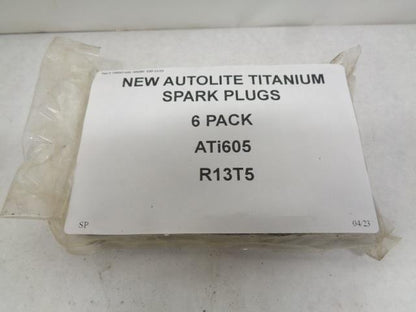 NEW AUTOLITE TITANIUM
SPARK PLUGS
6 PACK
ATi605
R13T5
SP
04/23